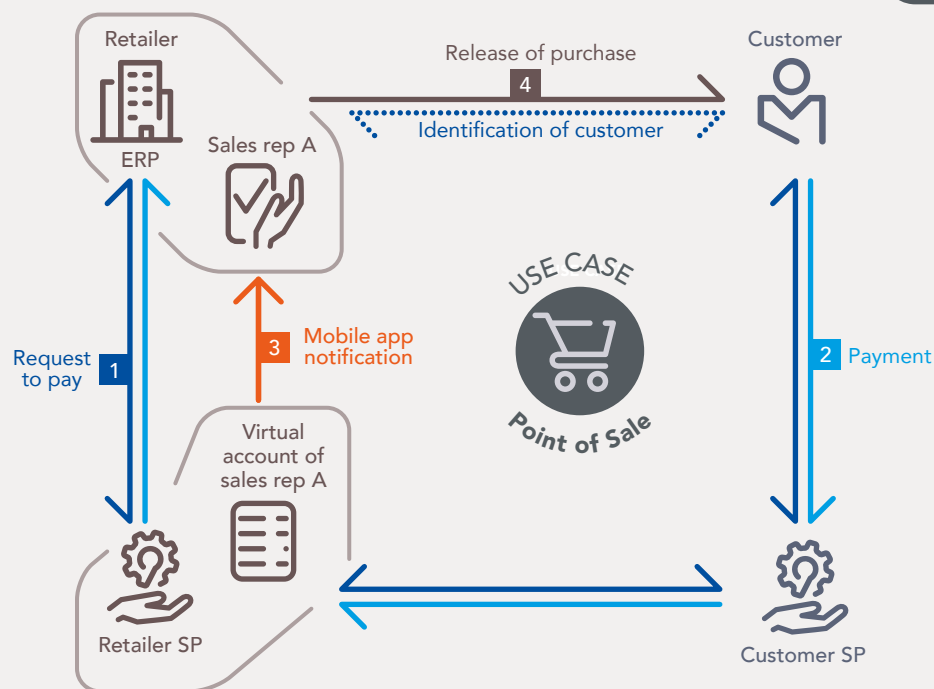 Retailer
ERP
Sales rep A
Release of purchase
4
Identification of customer
Customer
USE CASE
Point of Sale
3
Mobile app
notification
Request
to pay
1
2
Payment
Virtual
account of
sales rep A
Retailer SP
Customer SP